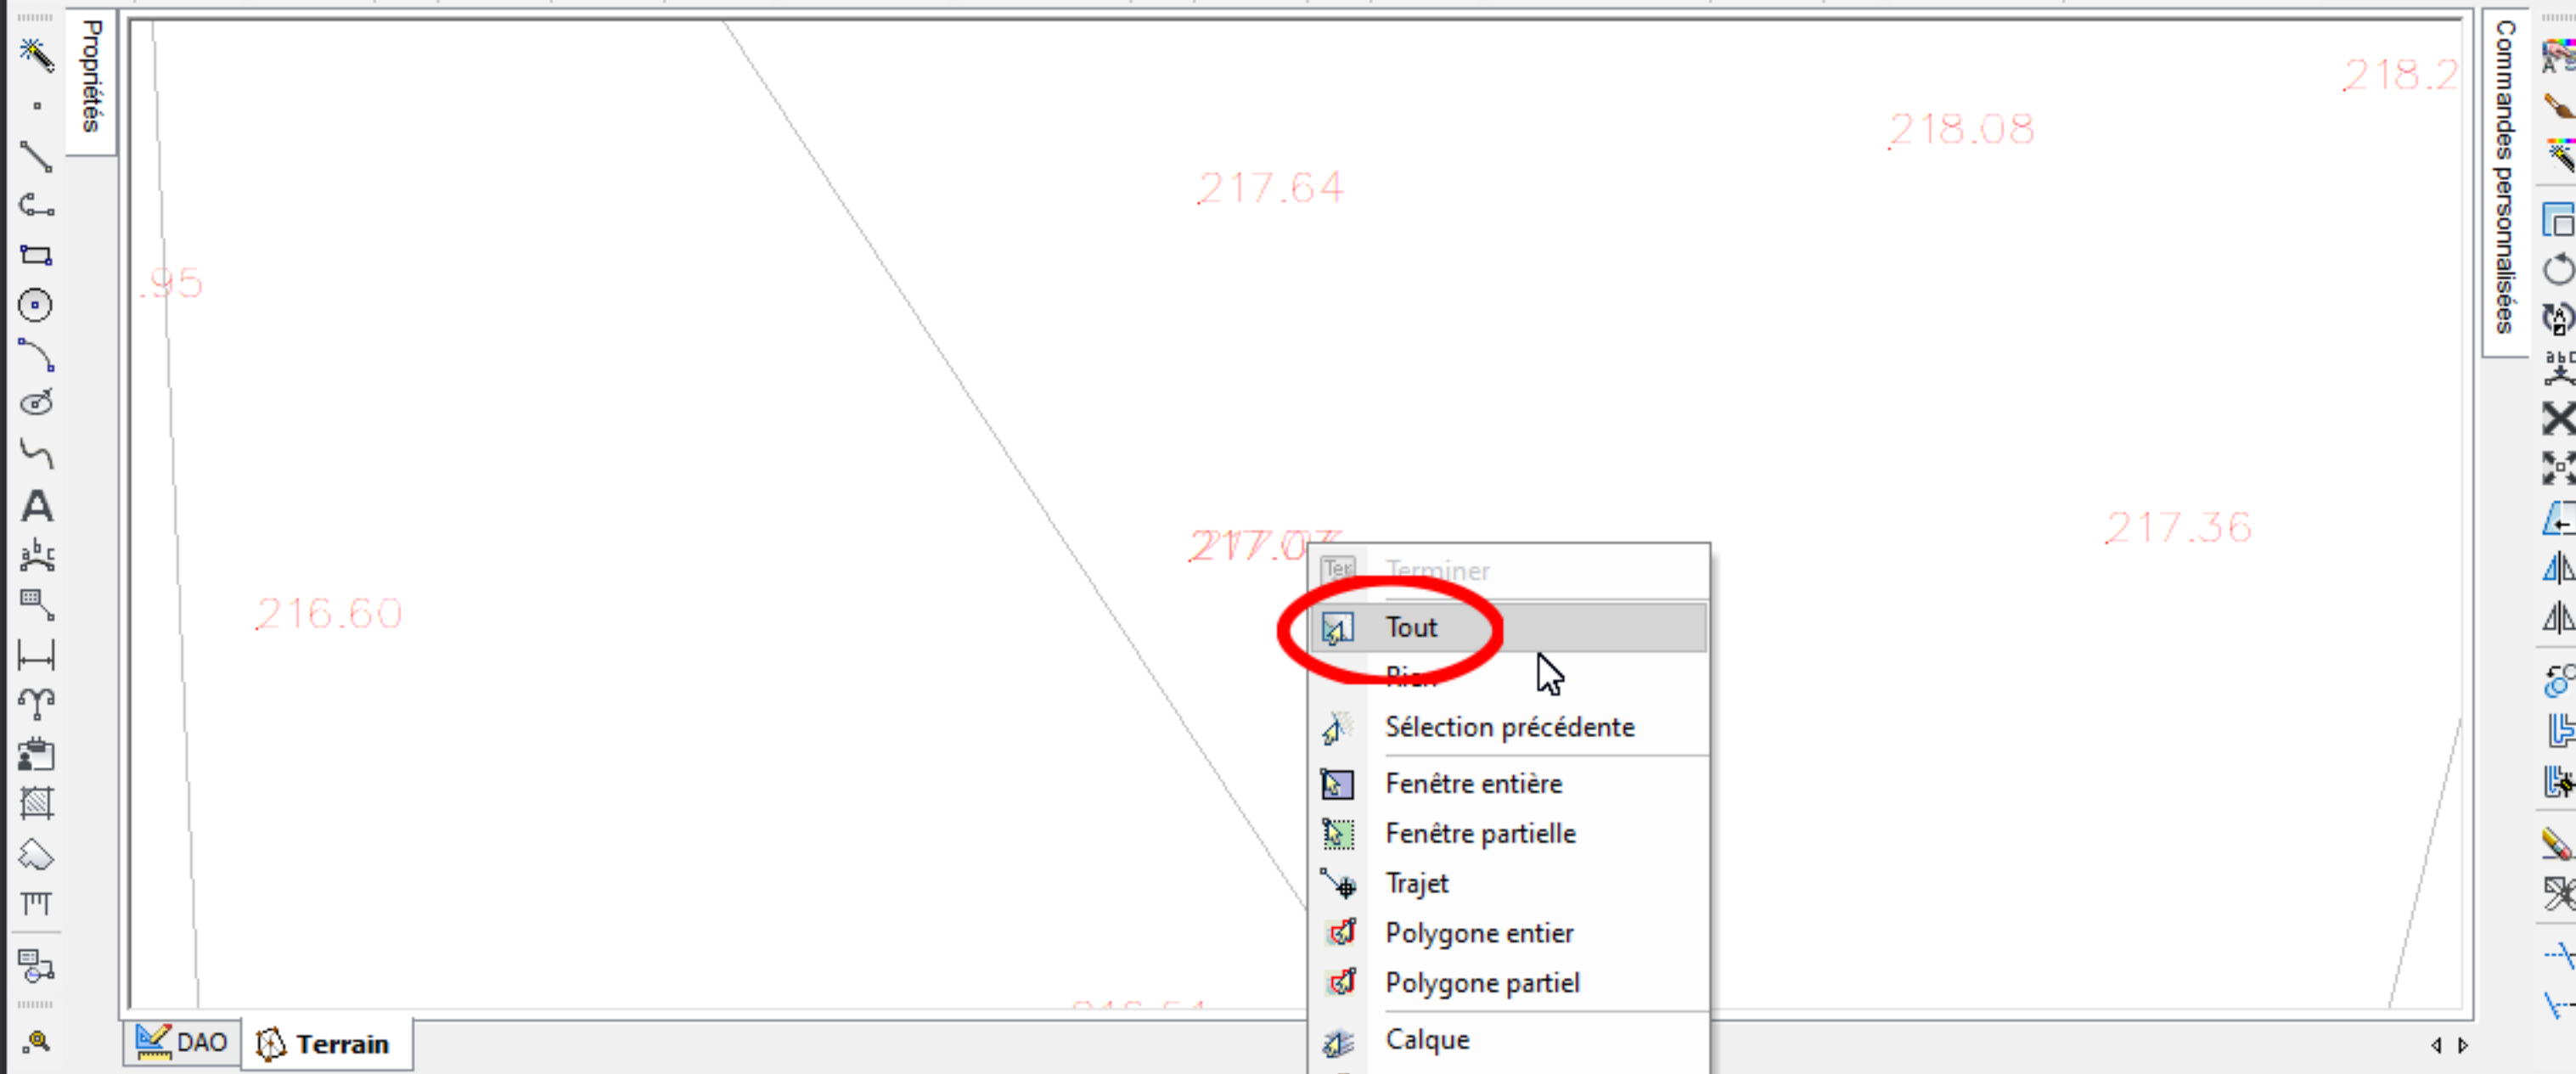 Propriétés
Commandes personnalisées
218.2
218.08
217.64
.95
217.36
216.60
Terminer
Tout
Rien
Sélection précédente
Fenêtre entière
Fenêtre partielle
Trajet
Polygone entier
Polygone partiel
Calque
DAO
Terrain